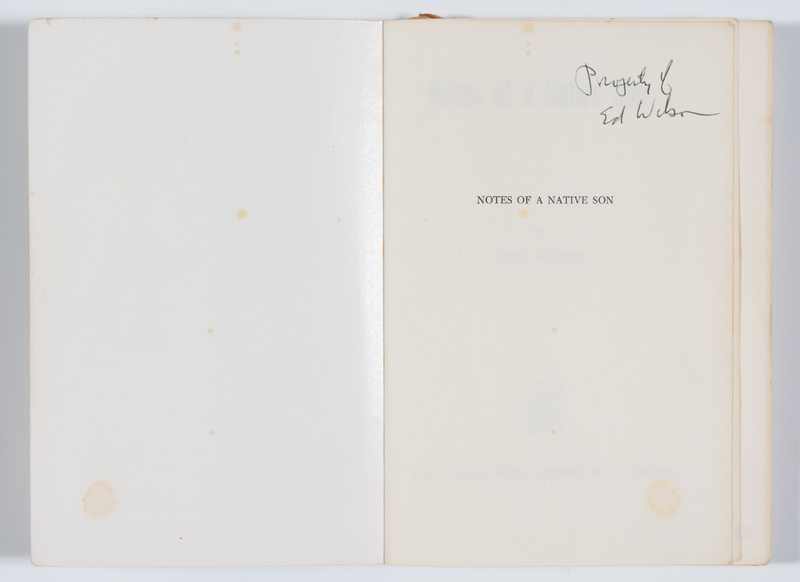 Property of
Ed Wilson
NOTES OF A NATIVE SON